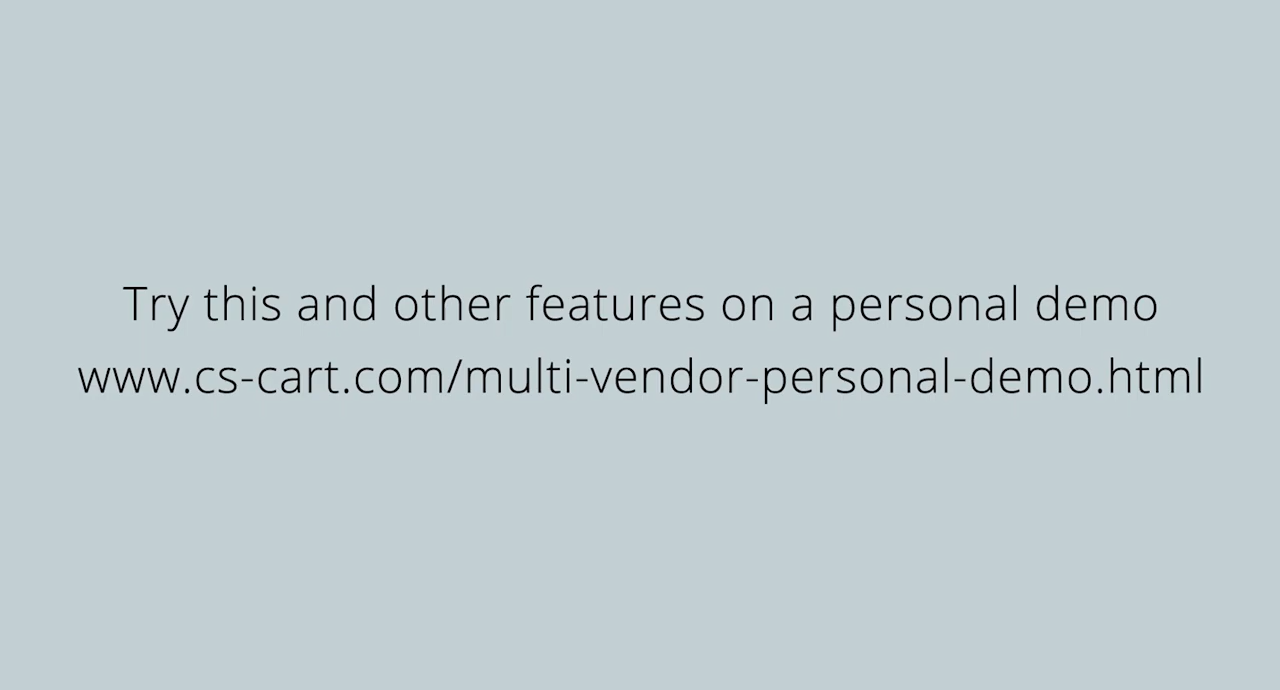 Try this and other features on a personal demo
www.cs-cart.com/multi-vendor-personal-demo.html